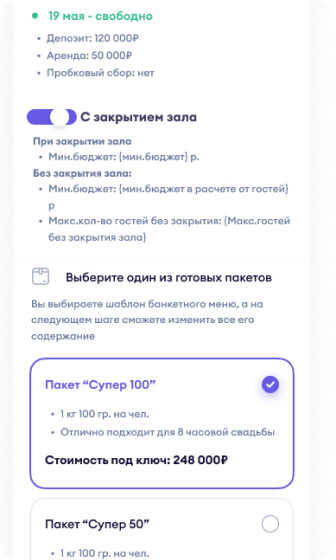 19 мая - свободно
• Депозит: 120 000₽
• Аренда: 50 000₽
• Пробковый сбор: нет
С закрытием зала
При закрытии зала
• Мин.бюджет: {мин.бюджет} р.
Без закрытия зала:
• Мин.бюджет: {мин.бюджет в расчете от гостей}
р
• Макс.кол-во гостей без закрытия: {Макс.гостей
без закрытия зала}
Выберите один из готовых пакетов
Вы выбираете шаблон банкетного меню, а на
следующем шаге сможете изменить все его
содержание
Пакет “Супер 100”
• 1 кг 100 гр. на чел.
• Отлично подходит для 8 часовой свадьбы
Стоимость под ключ: 248 000₽
Пакет “Супер 50”
• 1 кг 100 гр. на чел.